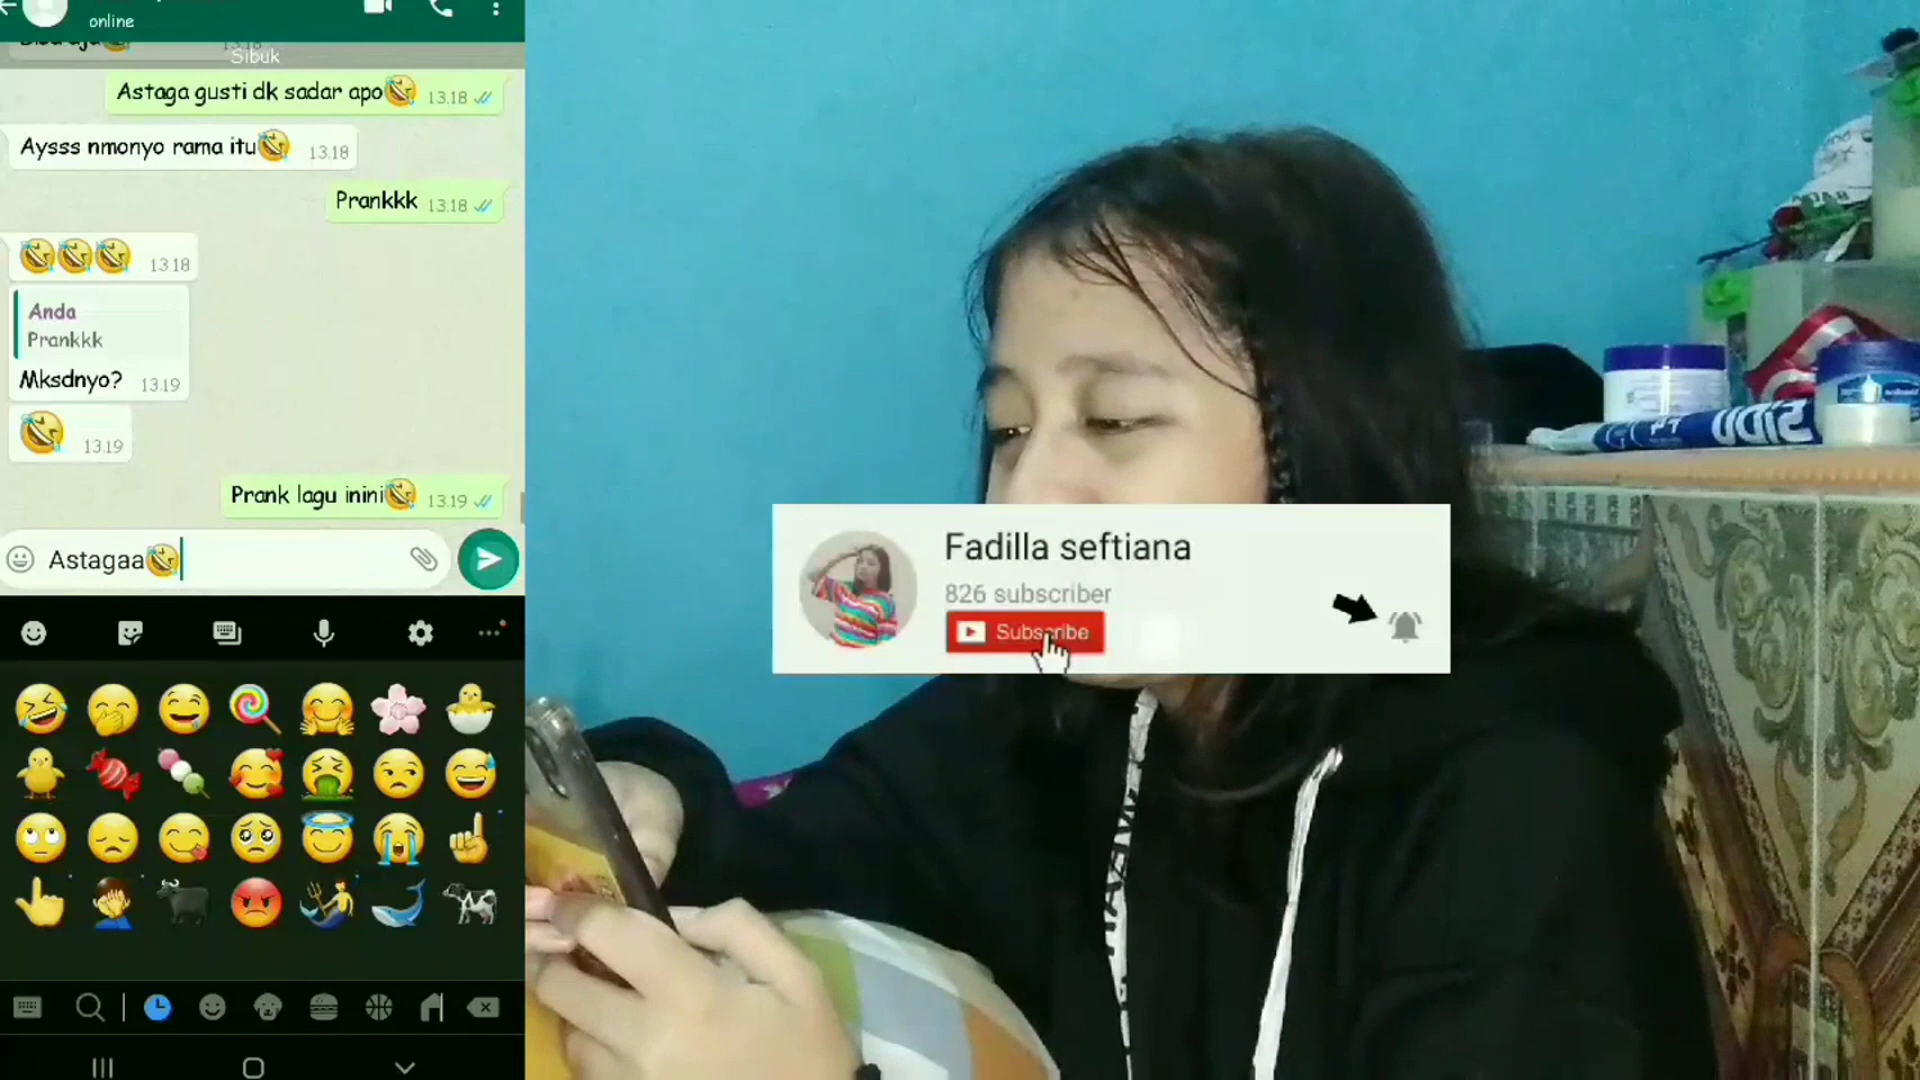 online
Sibuk
13.18
Astaga gusti dk sadar apo🤣 13.18
Aysss nmonyo rama itu🤣 13.18
Prankkk 13.18
🤣🤣🤣 13.18
Anda
Prankkk
Mksdnyo? 13.19
🤣 13.19
Prank lagu inini🤣 13.19
Astagaa🤣
Fadilla seftiana
826 subscriber
Subscribe